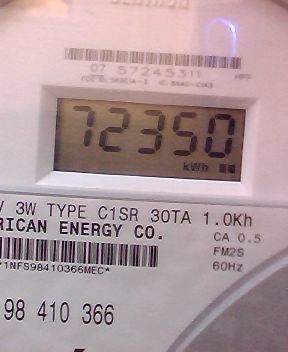 07 57245311
72350
kWh
V 3W TYPE C1SR 30TA 1.0Kh
RICAN ENERGY CO.
CA 0.5
FM2S
60Hz
*1NFS98410366MEC*
98 410 366